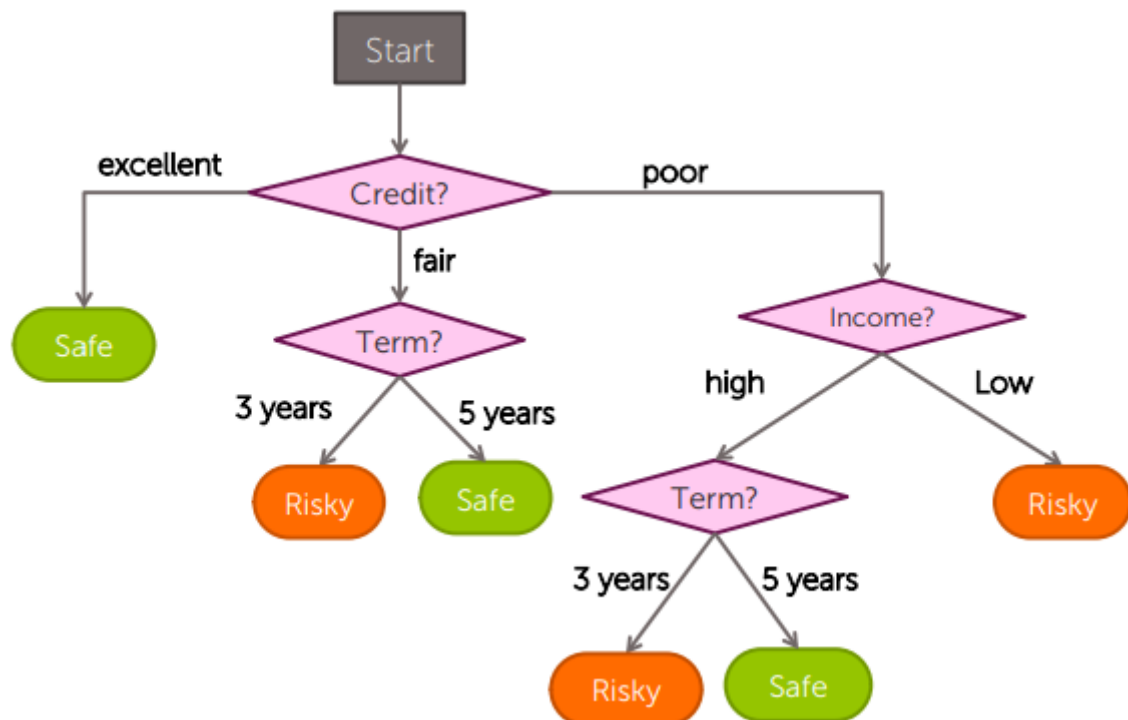 Start
excellent
Credit?
poor
fair
Safe
Term?
Income?
3 years
5 years
high
Low
Risky
Safe
Term?
Risky
3 years
5 years
Risky
Safe